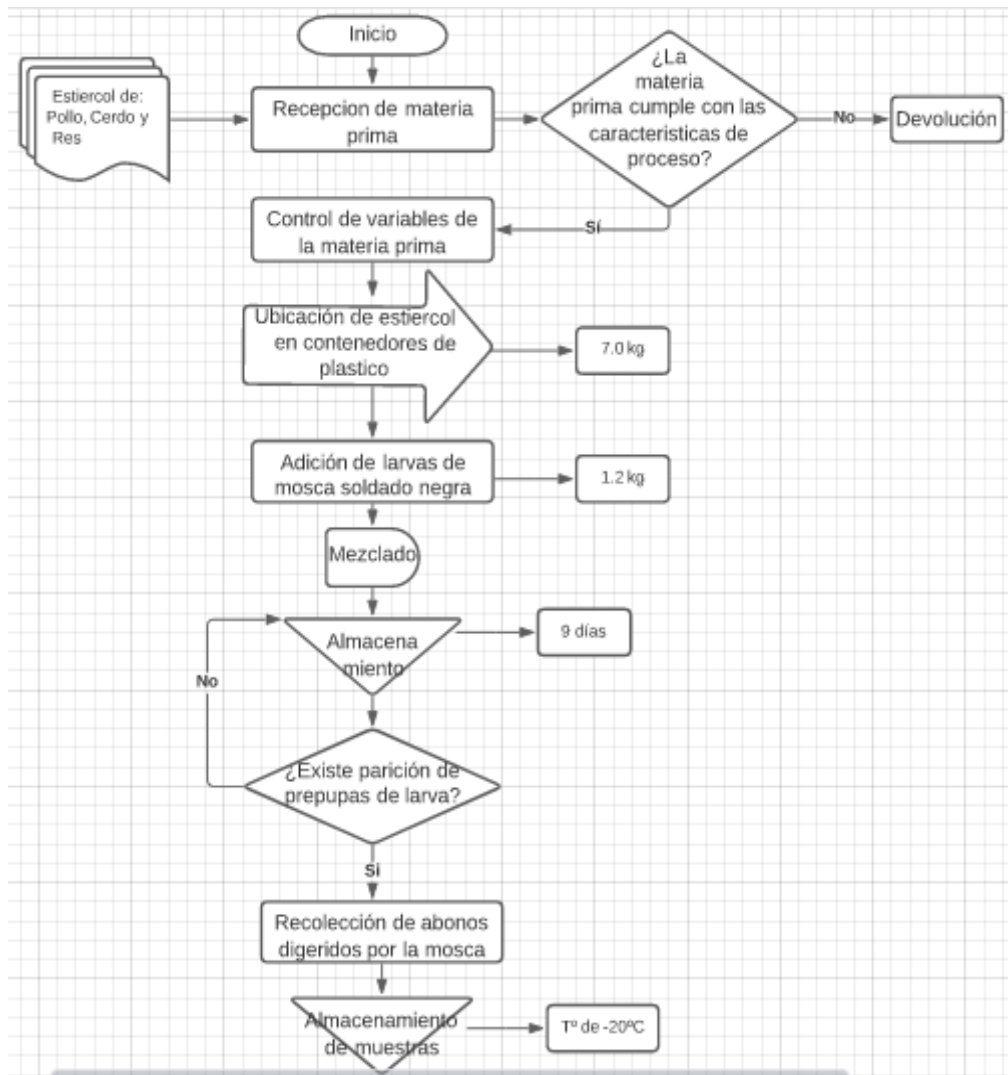 Inicio
Estiercol de:
Pollo, Cerdo y
Res
Recepcion de materia
prima
¿La
materia
prima cumple con las
caracteristicas de
proceso?
No
Devolución
Sí
Control de variables de
la materia prima
Ubicación de estiercol
en contenedores de
plastico
7.0 kg
Adición de larvas de
mosca soldado negra
1.2 kg
Mezclado
Almacena
miento
9 días
No
¿Existe parición de
prepupas de larva?
Sí
Recolección de abonos
digeridos por la mosca
Almacenamiento
de muestras
Tº de -20ºC